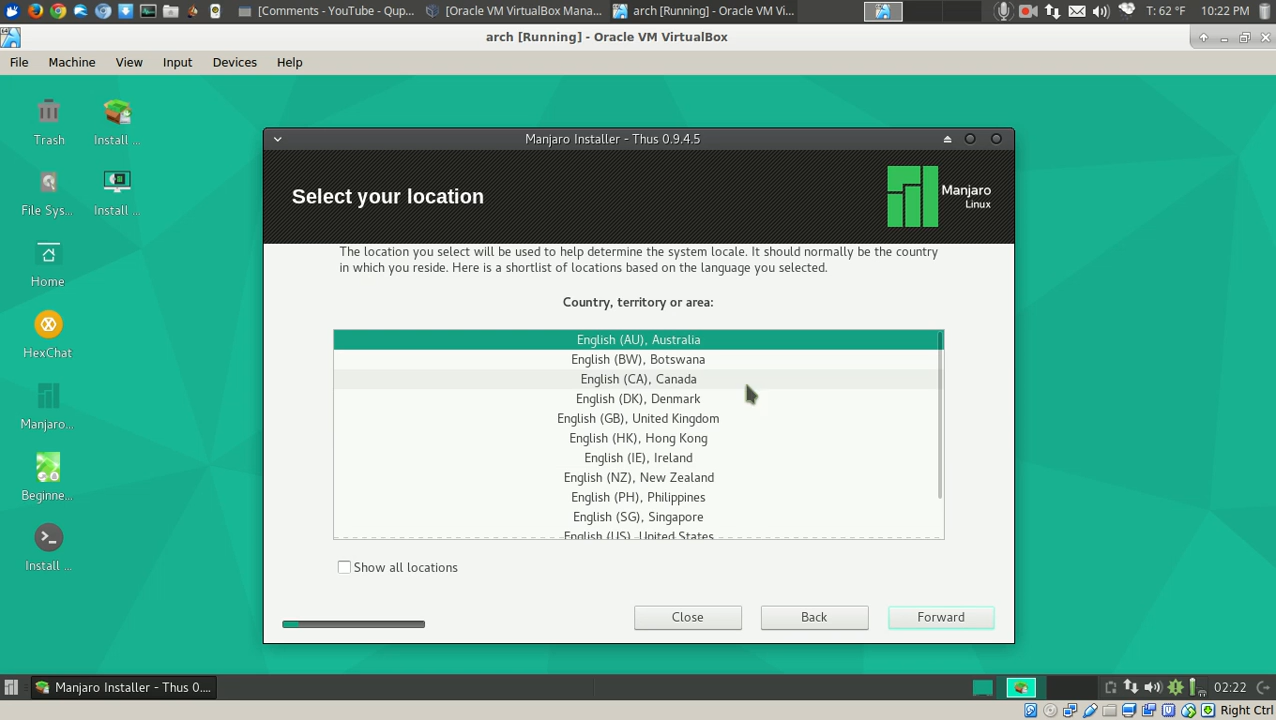 [Comments - YouTube - Qup...
[Oracle VM VirtualBox Mana...
arch [Running] - Oracle VM Vi...
T: 62 °F
10:22 PM
arch [Running] - Oracle VM VirtualBox
File
Machine
View
Input
Devices
Help
Trash
Install ...
File Sys...
Install ...
Home
HexChat
Manjaro...
Beginne...
Install ...
Manjaro Installer - Thus 0.9.4.5
Select your location
Manjaro
Linux
The location you select will be used to help determine the system locale. It should normally be the country
in which you reside. Here is a shortlist of locations based on the language you selected.
Country, territory or area:
English (AU), Australia
English (BW), Botswana
English (CA), Canada
English (DK), Denmark
English (GB), United Kingdom
English (HK), Hong Kong
English (IE), Ireland
English (NZ), New Zealand
English (PH), Philippines
English (SG), Singapore
English (US), United States
Show all locations
Close
Back
Forward
Manjaro Installer - Thus 0....
02:22
Right Ctrl